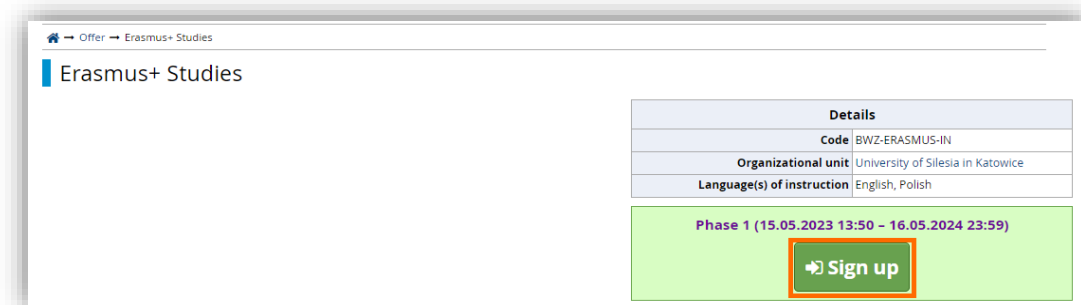 → Offer → Erasmus+ Studies
Erasmus+ Studies
Details
Code BWZ-ERASMUS-IN
Organizational unit University of Silesia in Katowice
Language(s) of instruction English, Polish
Phase 1 (15.05.2023 13:50 – 16.05.2024 23:59)
Sign up